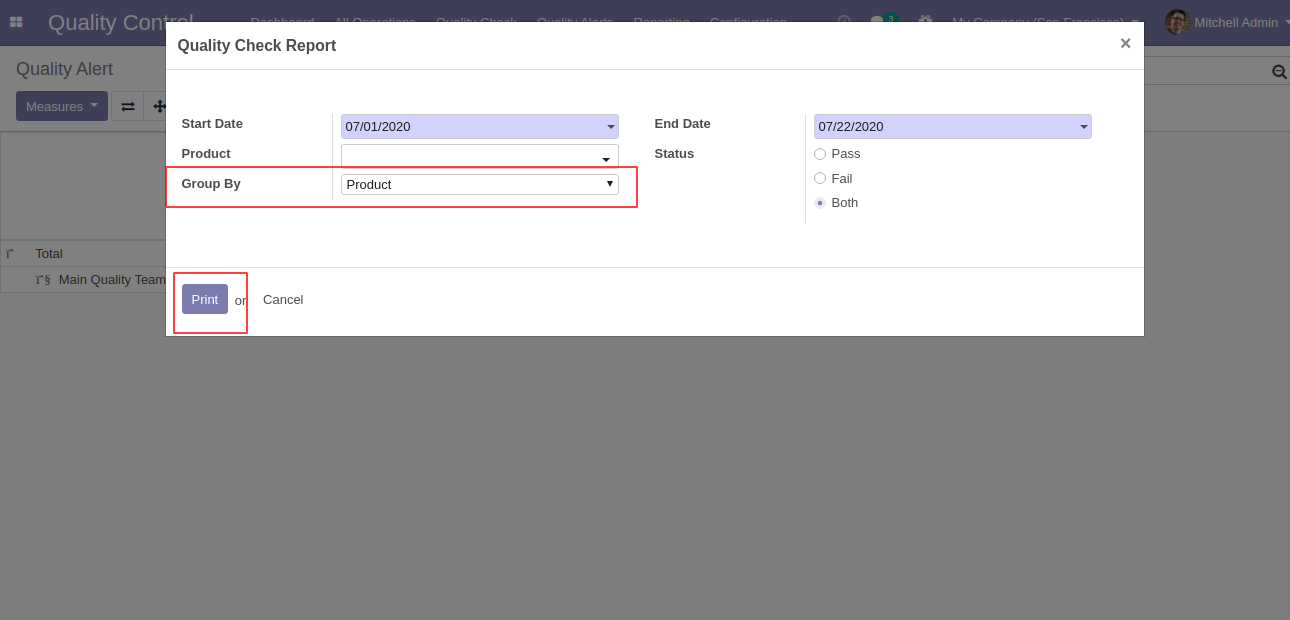 Quality Control Dashboard All Operations Quality Check Quality Alerts Reporting Configuration 3 My Company (San Francisco) Mitchell Admin
Quality Check Report ×
Quality Alert
Measures
Start Date 07/01/2020 End Date 07/22/2020
Product Status Pass
Group By Product Fail
Both
Total
Main Quality Team
Print or Cancel